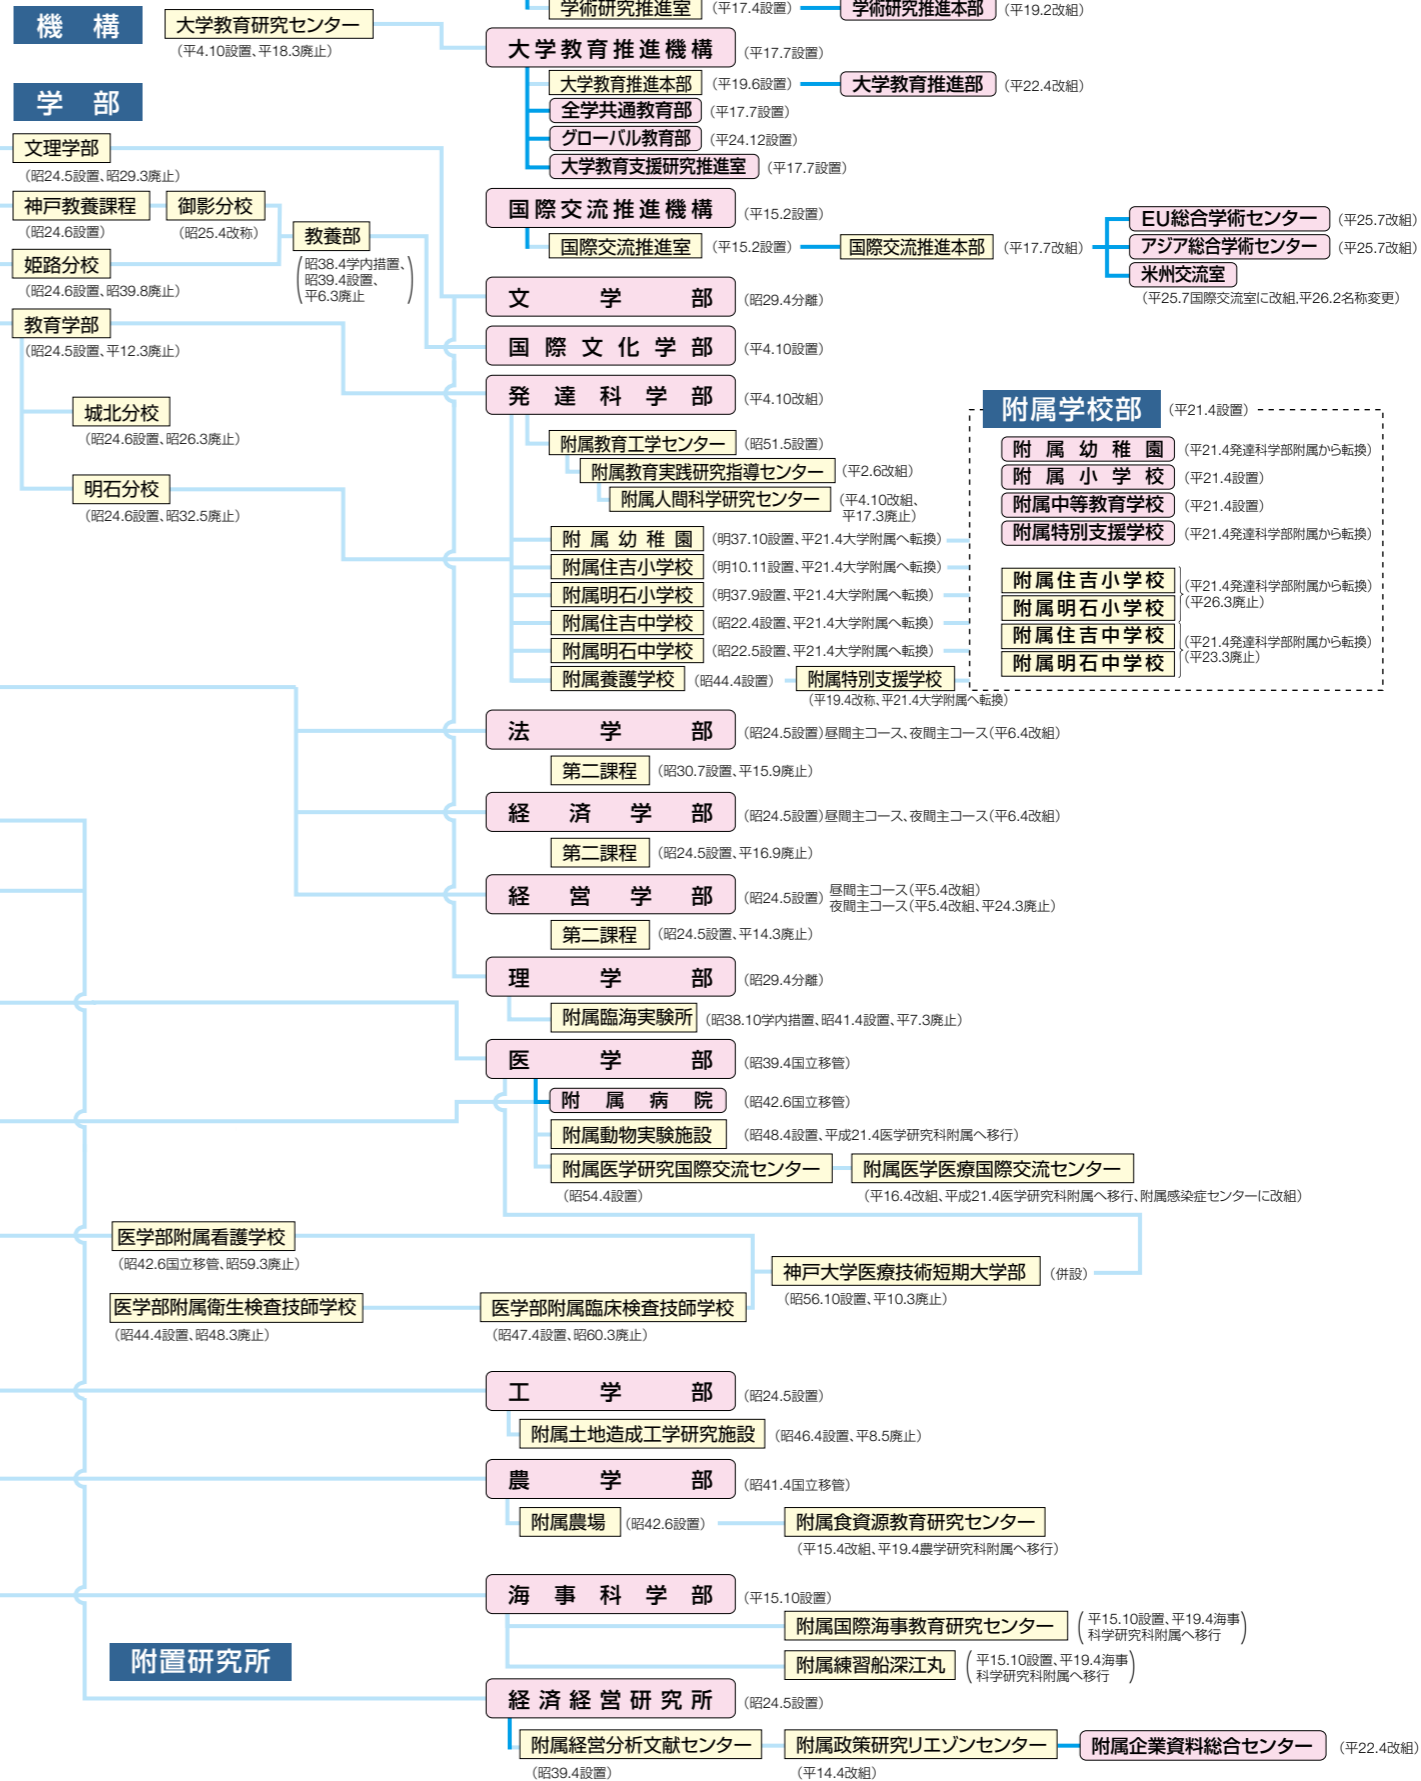 学術研究推進室 (平17.4設置) 学術研究推進本部 (平19.2改組)
機 構
大学教育研究センター
(平4.10設置、平18.3廃止)
大学教育推進機構 (平17.7設置)
大学教育推進本部 (平19.6設置) 大学教育推進部 (平22.4改組)
全学共通教育部 (平17.7設置)
グローバル教育部 (平24.12設置)
大学教育支援研究推進室 (平17.7設置)
学 部
文理学部
(昭24.5設置、昭29.3廃止)
神戸教養課程 御影分校
(昭24.6設置) (昭25.4改称)
教養部
(昭38.4学内措置、
昭39.4設置、
平6.3廃止)
姫路分校
(昭24.6設置、昭39.8廃止)
教育学部
(昭24.5設置、平12.3廃止)
城北分校
(昭24.6設置、昭26.3廃止)
明石分校
(昭24.6設置、昭32.5廃止)
国際交流推進機構 (平15.2設置)
国際交流推進室 (平15.2設置) 国際交流推進本部 (平17.7改組)
EU総合学術センター (平25.7改組)
アジア総合学術センター (平25.7改組)
米州交流室
(平25.7国際交流室に改組,平26.2名称変更)
文 学 部 (昭29.4分離)
国 際 文 化 学 部 (平4.10設置)
発 達 科 学 部 (平4.10改組)
附属教育工学センター (昭51.5設置)
附属教育実践研究指導センター (平2.6改組)
附属人間科学研究センター (平4.10改組、
平17.3廃止)
附 属 幼 稚 園 (明37.10設置、平21.4大学附属へ転換)
附属住吉小学校 (明10.11設置、平21.4大学附属へ転換)
附属明石小学校 (明37.9設置、平21.4大学附属へ転換)
附属住吉中学校 (昭22.4設置、平21.4大学附属へ転換)
附属明石中学校 (昭22.5設置、平21.4大学附属へ転換)
附属養護学校 (昭44.4設置) 附属特別支援学校
(平19.4改称、平21.4大学附属へ転換)
附属学校部 (平21.4設置)
附 属 幼 稚 園 (平21.4発達科学部附属から転換)
附 属 小 学 校 (平21.4設置)
附属中等教育学校 (平21.4設置)
附属特別支援学校 (平21.4発達科学部附属から転換)
附属住吉小学校
附属明石小学校
(平21.4発達科学部附属から転換)
(平26.3廃止)
附属住吉中学校
附属明石中学校
(平21.4発達科学部附属から転換)
(平23.3廃止)
法 学 部 (昭24.5設置)昼間主コース、夜間主コース(平6.4改組)
第二課程 (昭30.7設置、平15.9廃止)
経 済 学 部 (昭24.5設置)昼間主コース、夜間主コース(平6.4改組)
第二課程 (昭24.5設置、平16.9廃止)
経 営 学 部 (昭24.5設置) 昼間主コース(平5.4改組)
夜間主コース(平5.4改組、平24.3廃止)
第二課程 (昭24.5設置、平14.3廃止)
理 学 部 (昭29.4分離)
附属臨海実験所 (昭38.10学内措置、昭41.4設置、平7.3廃止)
医 学 部 (昭39.4国立移管)
附 属 病 院 (昭42.6国立移管)
附属動物実験施設 (昭48.4設置、平成21.4医学研究科附属へ移行)
附属医学研究国際交流センター 附属医学医療国際交流センター
(昭54.4設置) (平16.4改組、平成21.4医学研究科附属へ移行、附属感染症センターに改組)
医学部附属看護学校
(昭42.6国立移管、昭59.3廃止)
神戸大学医療技術短期大学部 (併設)
(昭56.10設置、平10.3廃止)
医学部附属衛生検査技師学校 医学部附属臨床検査技師学校
(昭44.4設置、昭48.3廃止) (昭47.4設置、昭60.3廃止)
工 学 部 (昭24.5設置)
附属土地造成工学研究施設 (昭46.4設置、平8.5廃止)
農 学 部 (昭41.4国立移管)
附属農場 (昭42.6設置) 附属食資源教育研究センター
(平15.4改組、平19.4農学研究科附属へ移行)
海 事 科 学 部 (平15.10設置)
附属国際海事教育研究センター (平15.10設置、平19.4海事
科学研究科附属へ移行)
附属練習船深江丸 (平15.10設置、平19.4海事
科学研究科附属へ移行)
附置研究所
経済経営研究所 (昭24.5設置)
附属経営分析文献センター 附属政策研究リエゾンセンター 附属企業資料総合センター (平22.4改組)
(昭39.4設置) (平14.4改組)